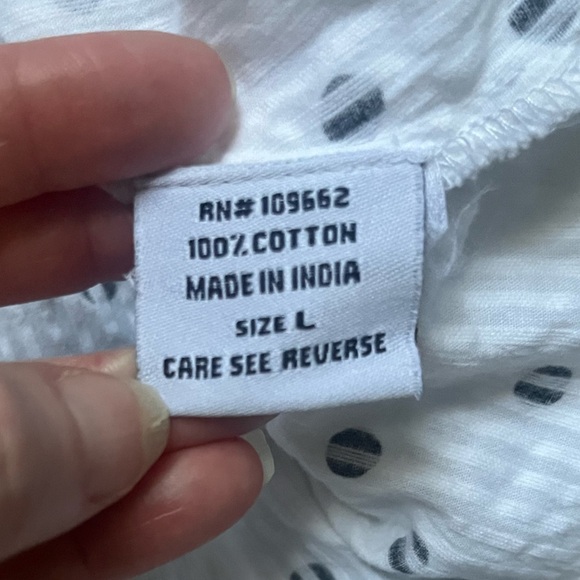 RN# 109662
100% COTTON
MADE IN INDIA
SIZE L
CARE SEE REVERSE